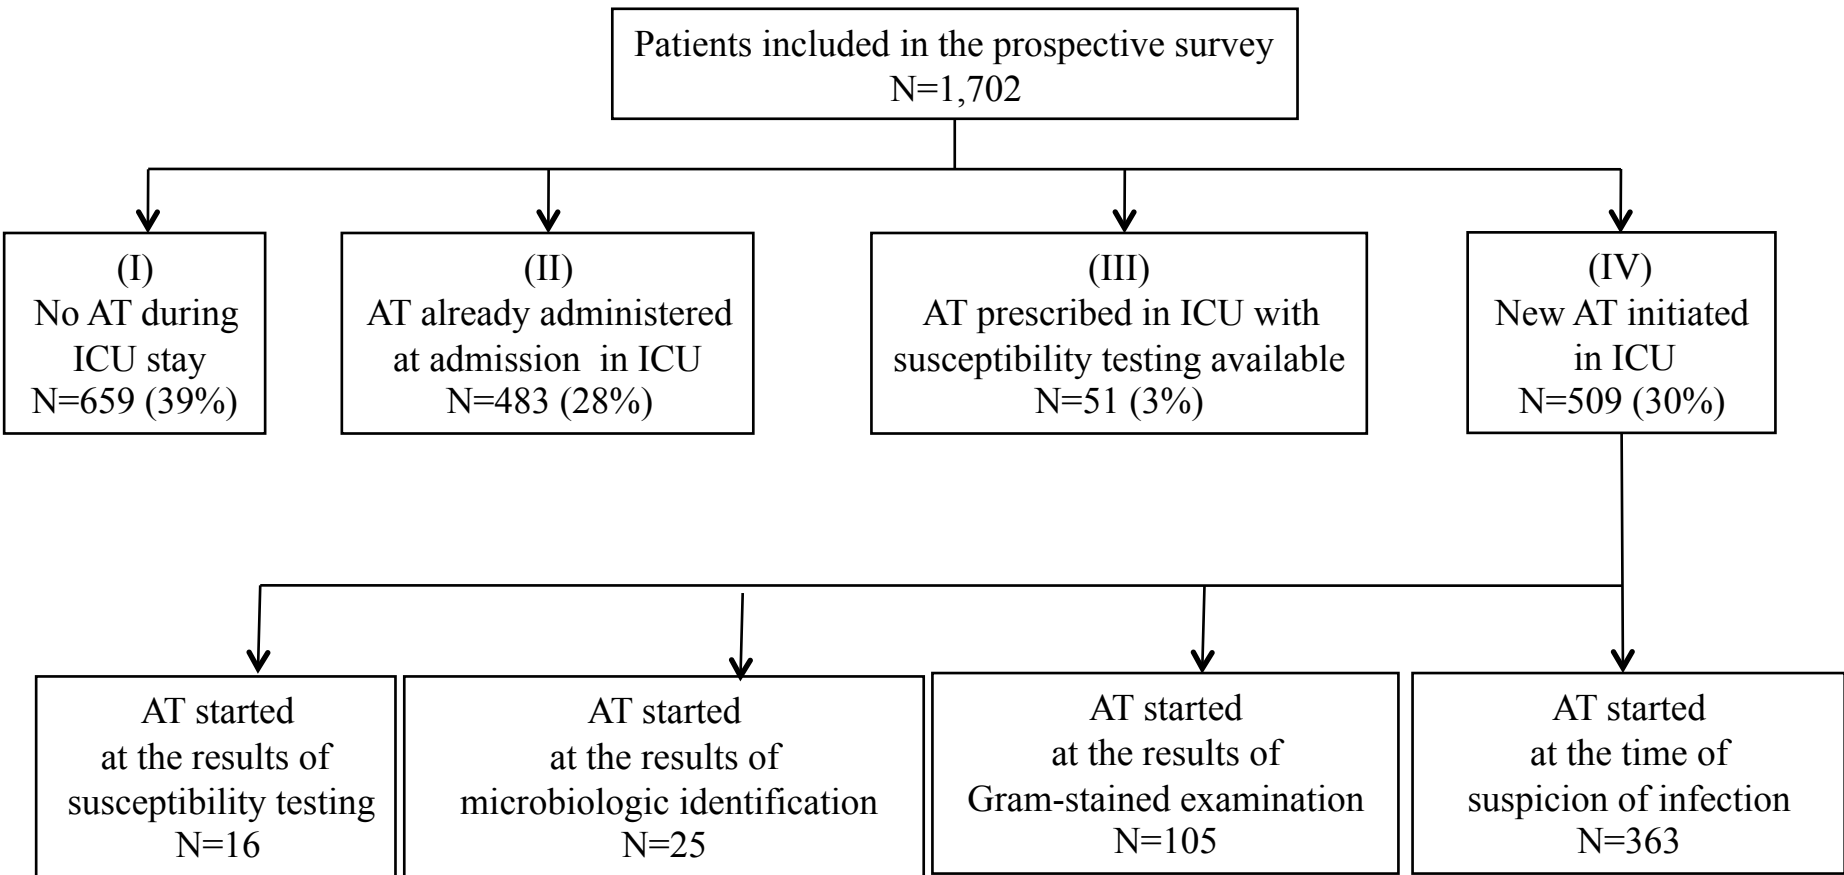 Patients included in the prospective survey
N=1,702
(I)
No AT during
ICU stay
N=659 (39%)
(II)
AT already administered
at admission in ICU
N=483 (28%)
(III)
AT prescribed in ICU with
susceptibility testing available
N=51 (3%)
(IV)
New AT initiated
in ICU
N=509 (30%)
AT started
at the results of
susceptibility testing
N=16
AT started
at the results of
microbiologic identification
N=25
AT started
at the results of
Gram-stained examination
N=105
AT started
at the time of
suspicion of infection
N=363